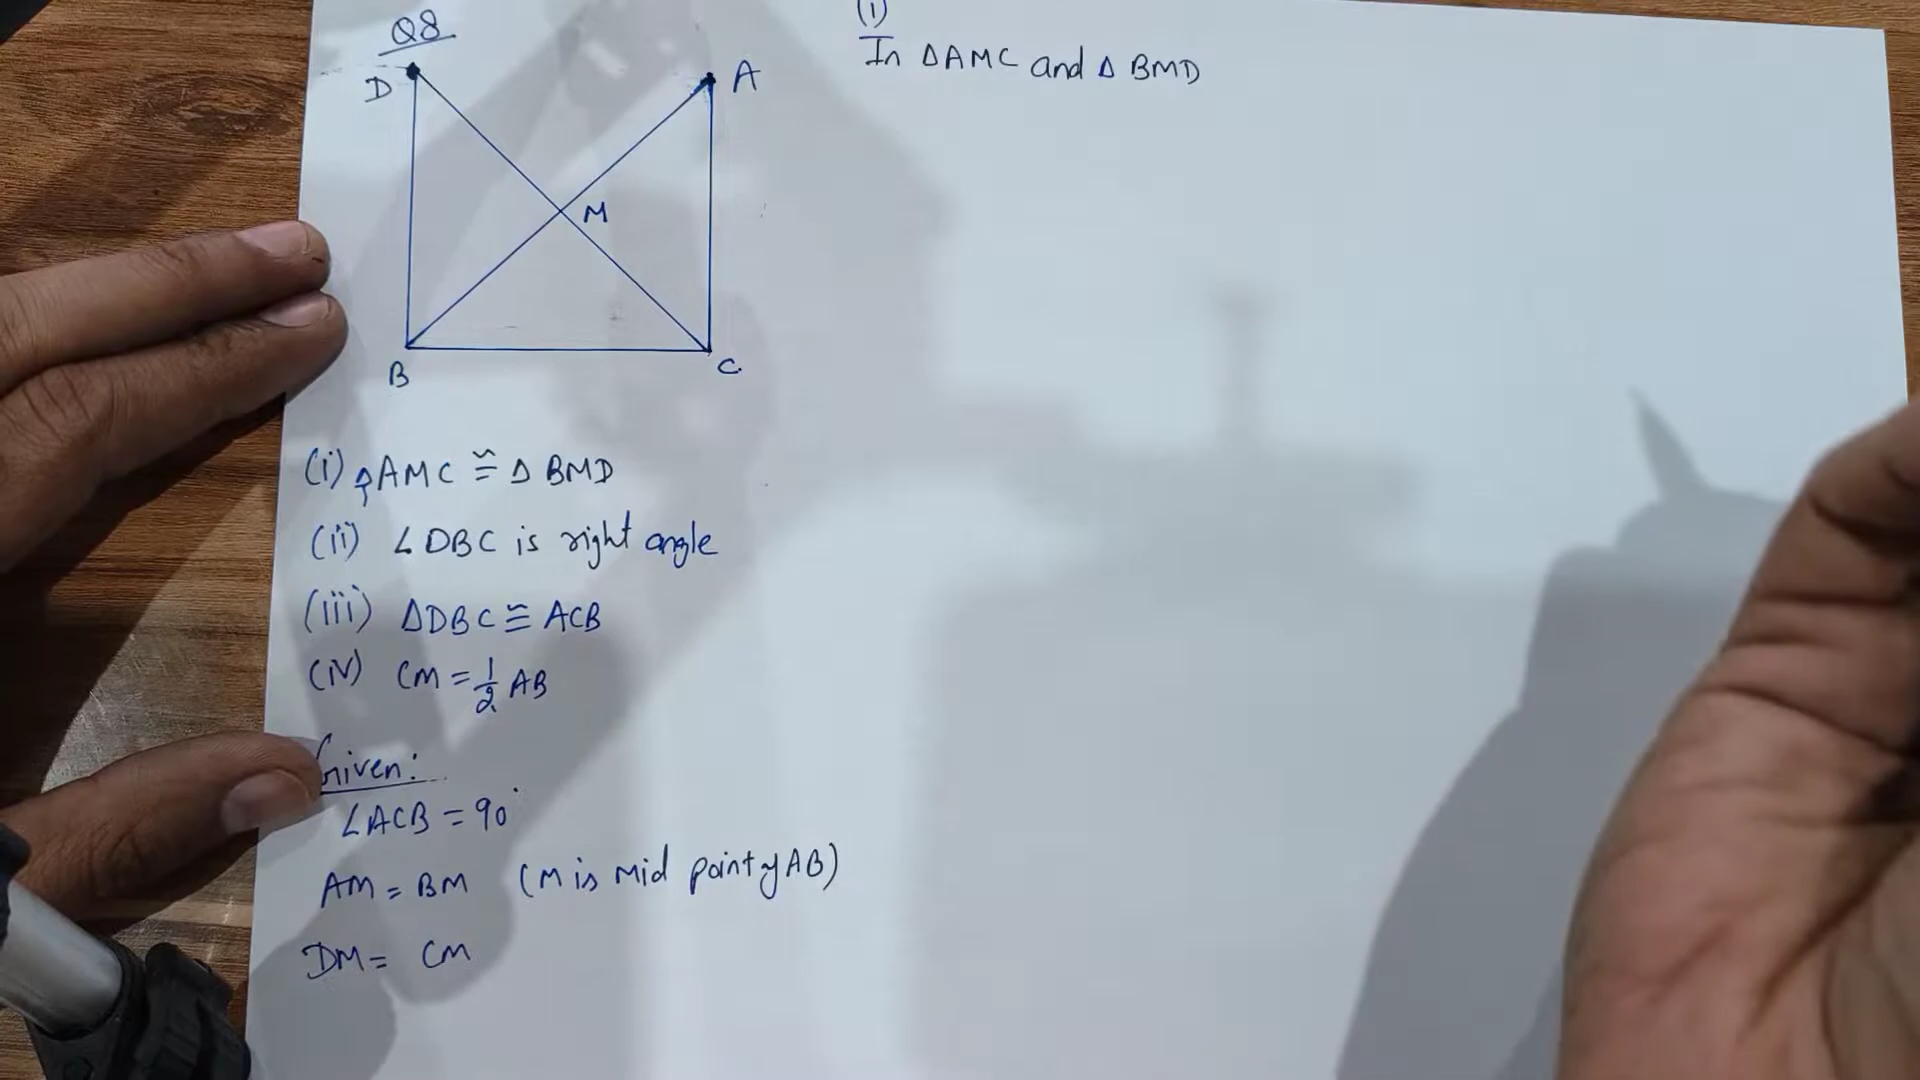 Q8
D
A
M
B
C
(i) ΔAMC ≅ Δ BMD
(ii) ∠DBC is right angle
(iii) ΔDBC ≅ ACB
(iv) CM = 1/2 AB
Given:
∠ACB = 90°
AM = BM (M is mid point of AB)
DM = CM
(i)
In ΔAMC and Δ BMD